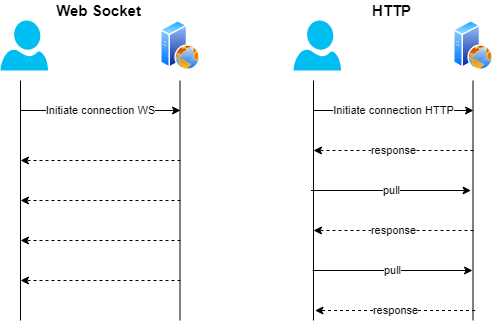 Web Socket
HTTP
Initiate connection WS
Initiate connection HTTP
response
pull
response
pull
response